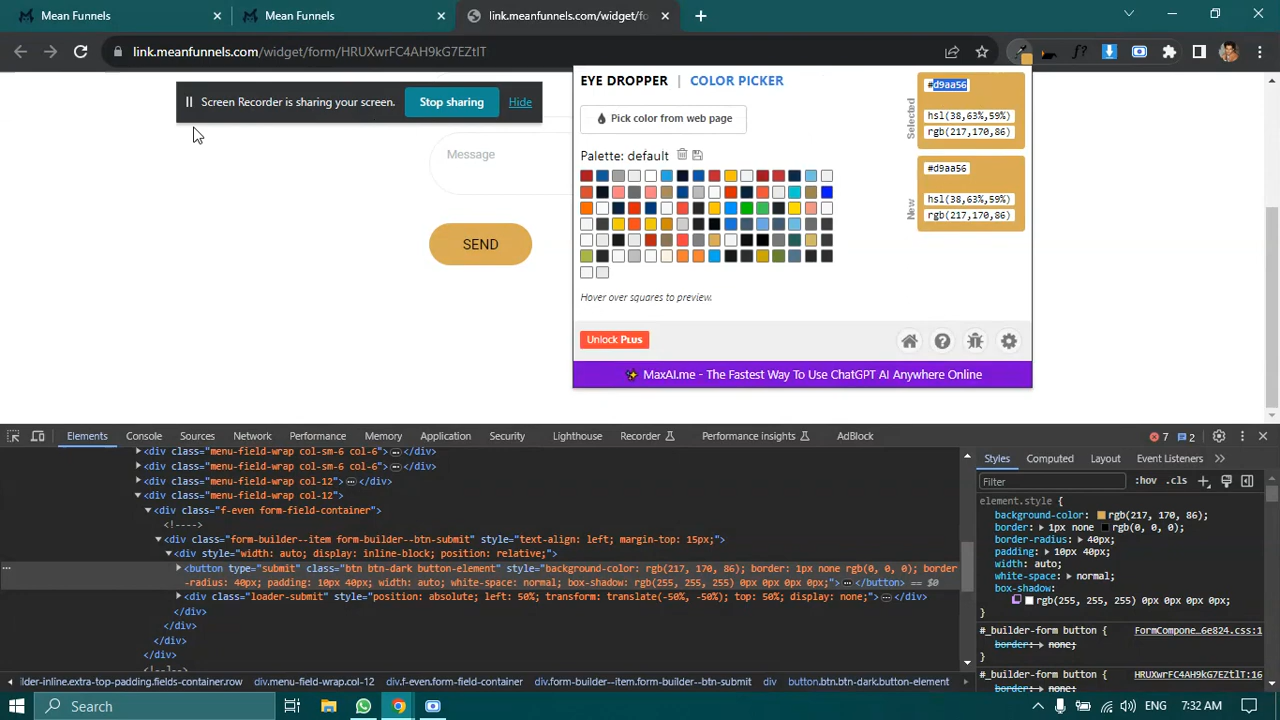 Mean Funnels
Mean Funnels
link.meanfunnels.com/widget/fo
link.meanfunnels.com/widget/form/HRUXwrFC4AH9kG7EZtlT
Screen Recorder is sharing your screen.
Stop sharing
Hide
Message
SEND
EYE DROPPER | COLOR PICKER
Pick color from web page
Palette: default
Hover over squares to preview.
Unlock Plus
MaxAI.me - The Fastest Way To Use ChatGPT AI Anywhere Online
Selected
#d9aa56
hsl(38,63%,59%)
rgb(217,170,86)
New
#d9aa56
hsl(38,63%,59%)
rgb(217,170,86)
Elements Console Sources Network Performance Memory Application Security Lighthouse Recorder Performance insights AdBlock 7 2
<div class="menu-field-wrap col-sm-6 col-6">…</div>
<div class="menu-field-wrap col-sm-6 col-6">…</div>
<div class="menu-field-wrap col-12">…</div>
<div class="menu-field-wrap col-12">
<div class="f-even form-field-container">
<!---->
<div class="form-builder--item form-builder--btn-submit" style="text-align: left; margin-top: 15px;">
<div style="width: auto; display: inline-block; position: relative;">
<button type="submit" class="btn btn-dark button-element" style="background-color: rgb(217, 170, 86); border: 1px none rgb(0, 0, 0); border
-radius: 40px; padding: 10px 40px; width: auto; white-space: normal; box-shadow: rgb(255, 255, 255) 0px 0px 0px 0px;">…</button> == $0
<div class="loader-submit" style="position: absolute; left: 50%; transform: translate(-50%, -50%); top: 50%; display: none;">…</div>
</div>
</div>
</div>
</div>
lder-inline.extra-top-padding.fields-container.row div.menu-field-wrap.col-12 div.f-even.form-field-container div.form-builder--item.form-builder--btn-submit div button.btn.btn-dark.button-element
Styles Computed Layout Event Listeners
Filter :hov .cls
element.style {
background-color: rgb(217, 170, 86);
border: 1px none rgb(0, 0, 0);
border-radius: 40px;
padding: 10px 40px;
width: auto;
white-space: normal;
box-shadow:
rgb(255, 255, 255) 0px 0px 0px 0px;
}
#_builder-form button { FormCompone…6e824.css:1
border: none;
}
#_builder-form button { HRUXwrFC4AH9kG7EZtlT:16
border: none;
Search
ENG 7:32 AM